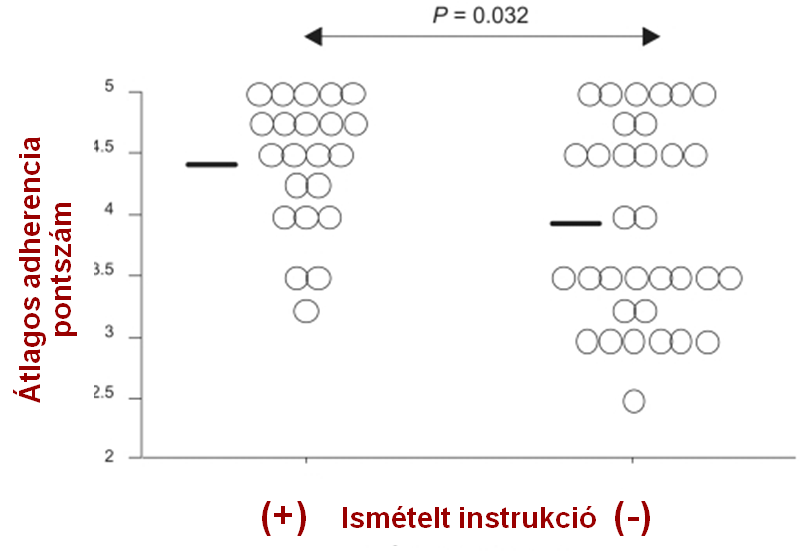 P = 0.032
5
4.5
4
3.5
3
2.5
2
Átlagos adherencia
pontszám
(+) Ismételt instrukció (-)